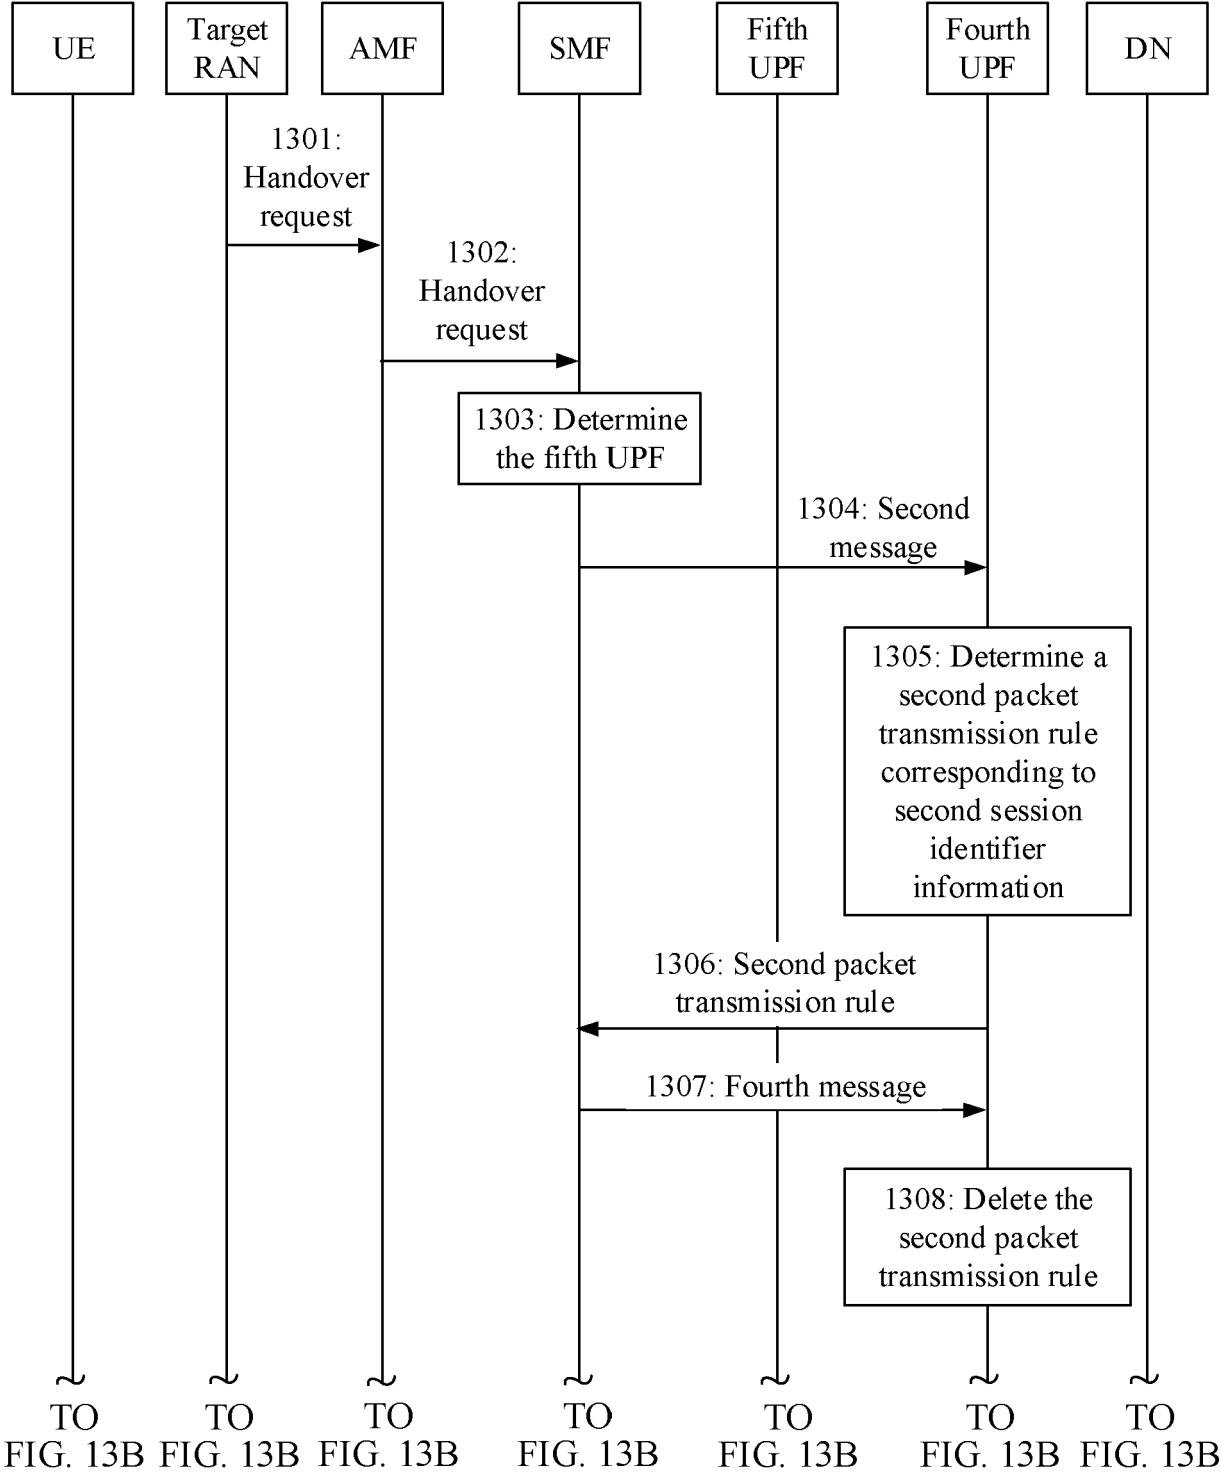 UE
Target
RAN
AMF
SMF
Fifth
UPF
Fourth
UPF
DN
1301:
Handover
request
1302:
Handover
request
1303: Determine
the fifth UPF
1304: Second
message
1305: Determine a
second packet
transmission rule
corresponding to
second session
identifier
information
1306: Second packet
transmission rule
1307: Fourth message
1308: Delete the
second packet
transmission rule
TO
FIG. 13B
TO
FIG. 13B
TO
FIG. 13B
TO
FIG. 13B
TO
FIG. 13B
TO
FIG. 13B
TO
FIG. 13B